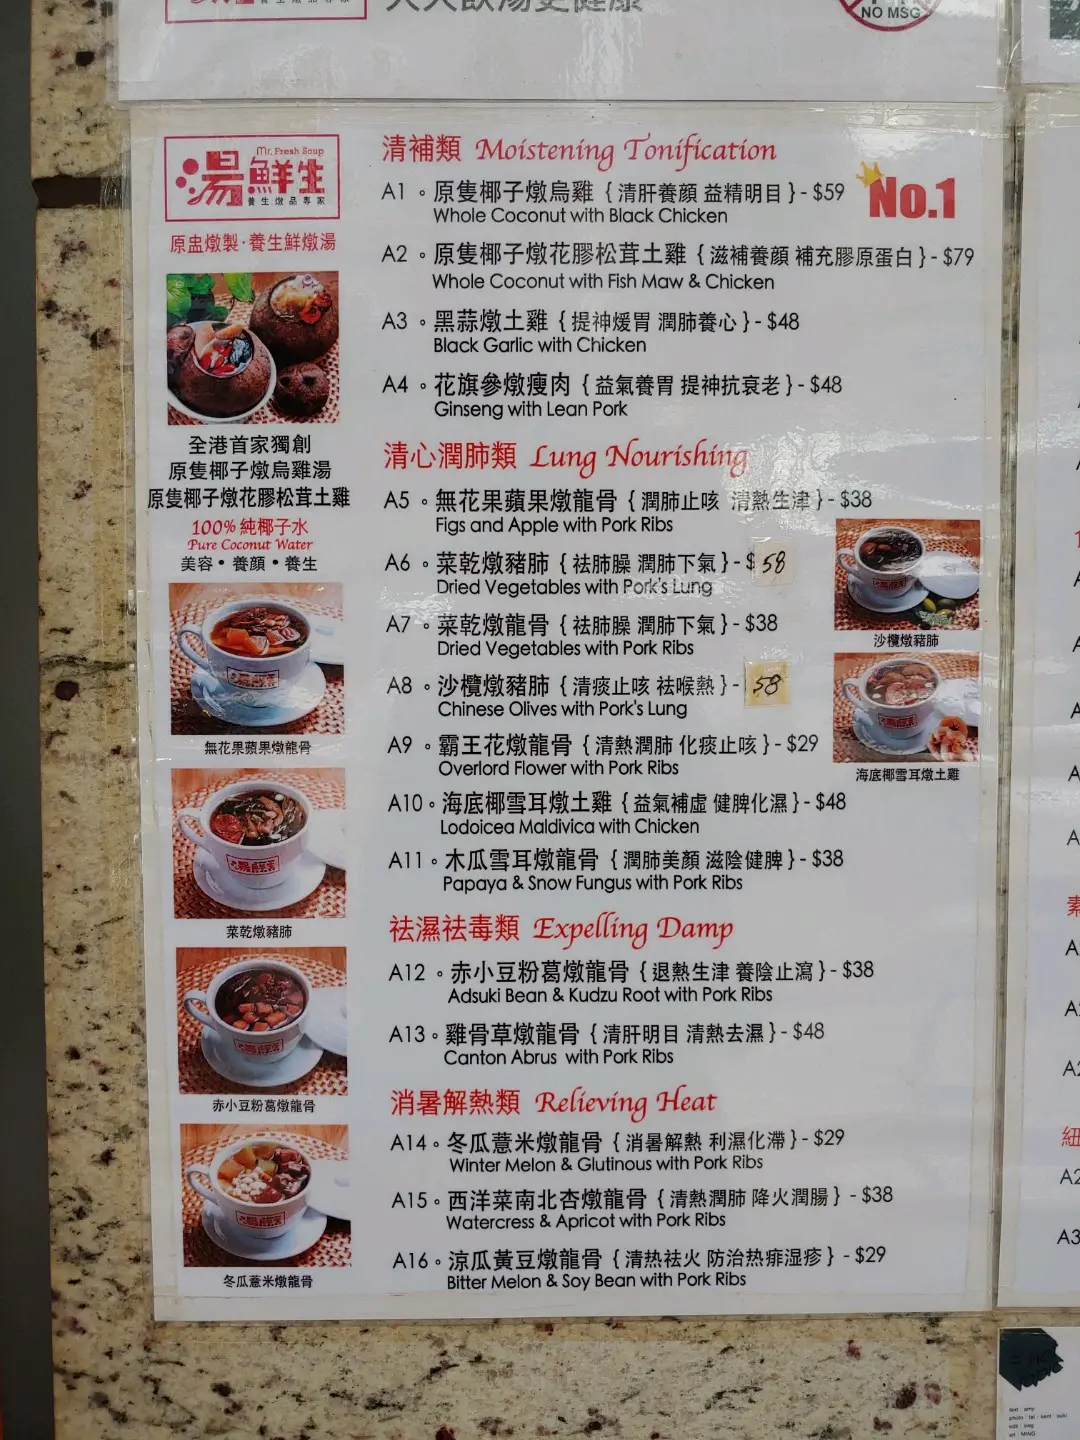 天天飲湯更健康
NO MSG
Mr. Fresh Soup
湯鮮生
養生燉品專家
原盅燉製·養生鮮燉湯
全港首家獨創
原隻椰子燉烏雞湯
原隻椰子燉花膠松茸土雞
100% 純椰子水
Pure Coconut Water
美容•養顏•養生
無花果蘋果燉龍骨
菜乾燉豬肺
赤小豆粉葛燉龍骨
冬瓜薏米燉龍骨
清補類 Moistening Tonification
No.1
A1。原隻椰子燉烏雞｛清肝養顏 益精明目｝- $59
Whole Coconut with Black Chicken
A2。原隻椰子燉花膠松茸土雞｛滋補養顏 補充膠原蛋白｝- $79
Whole Coconut with Fish Maw & Chicken
A3。黑蒜燉土雞｛提神煖胃 潤肺養心｝- $48
Black Garlic with Chicken
A4。花旗參燉瘦肉｛益氣養胃 提神抗衰老｝- $48
Ginseng with Lean Pork
清心潤肺類 Lung Nourishing
A5。無花果蘋果燉龍骨｛潤肺止咳 清熱生津｝- $38
Figs and Apple with Pork Ribs
A6。菜乾燉豬肺｛祛肺臊 潤肺下氣｝- $58
Dried Vegetables with Pork's Lung
A7。菜乾燉龍骨｛祛肺臊 潤肺下氣｝- $38
Dried Vegetables with Pork Ribs
A8。沙欖燉豬肺｛清痰止咳 祛喉熱｝- 58
Chinese Olives with Pork's Lung
A9。霸王花燉龍骨｛清熱潤肺 化痰止咳｝- $29
Overlord Flower with Pork Ribs
A10。海底椰雪耳燉土雞｛益氣補虛 健脾化濕｝- $48
Lodoicea Maldivica with Chicken
A11。木瓜雪耳燉龍骨｛潤肺美顏 滋陰健脾｝- $38
Papaya & Snow Fungus with Pork Ribs
沙欖燉豬肺
海底椰雪耳燉土雞
祛濕祛毒類 Expelling Damp
A12。赤小豆粉葛燉龍骨｛退熱生津 養陰止瀉｝- $38
Adsuki Bean & Kudzu Root with Pork Ribs
A13。雞骨草燉龍骨｛清肝明目 清熱去濕｝- $48
Canton Abrus with Pork Ribs
消暑解熱類 Relieving Heat
A14。冬瓜薏米燉龍骨｛消暑解熱 利濕化滯｝- $29
Winter Melon & Glutinous with Pork Ribs
A15。西洋菜南北杏燉龍骨｛清熱潤肺 降火潤腸｝- $38
Watercress & Apricot with Pork Ribs
A16。涼瓜黃豆燉龍骨｛清热祛火 防治热痱湿疹｝- $29
Bitter Melon & Soy Bean with Pork Ribs